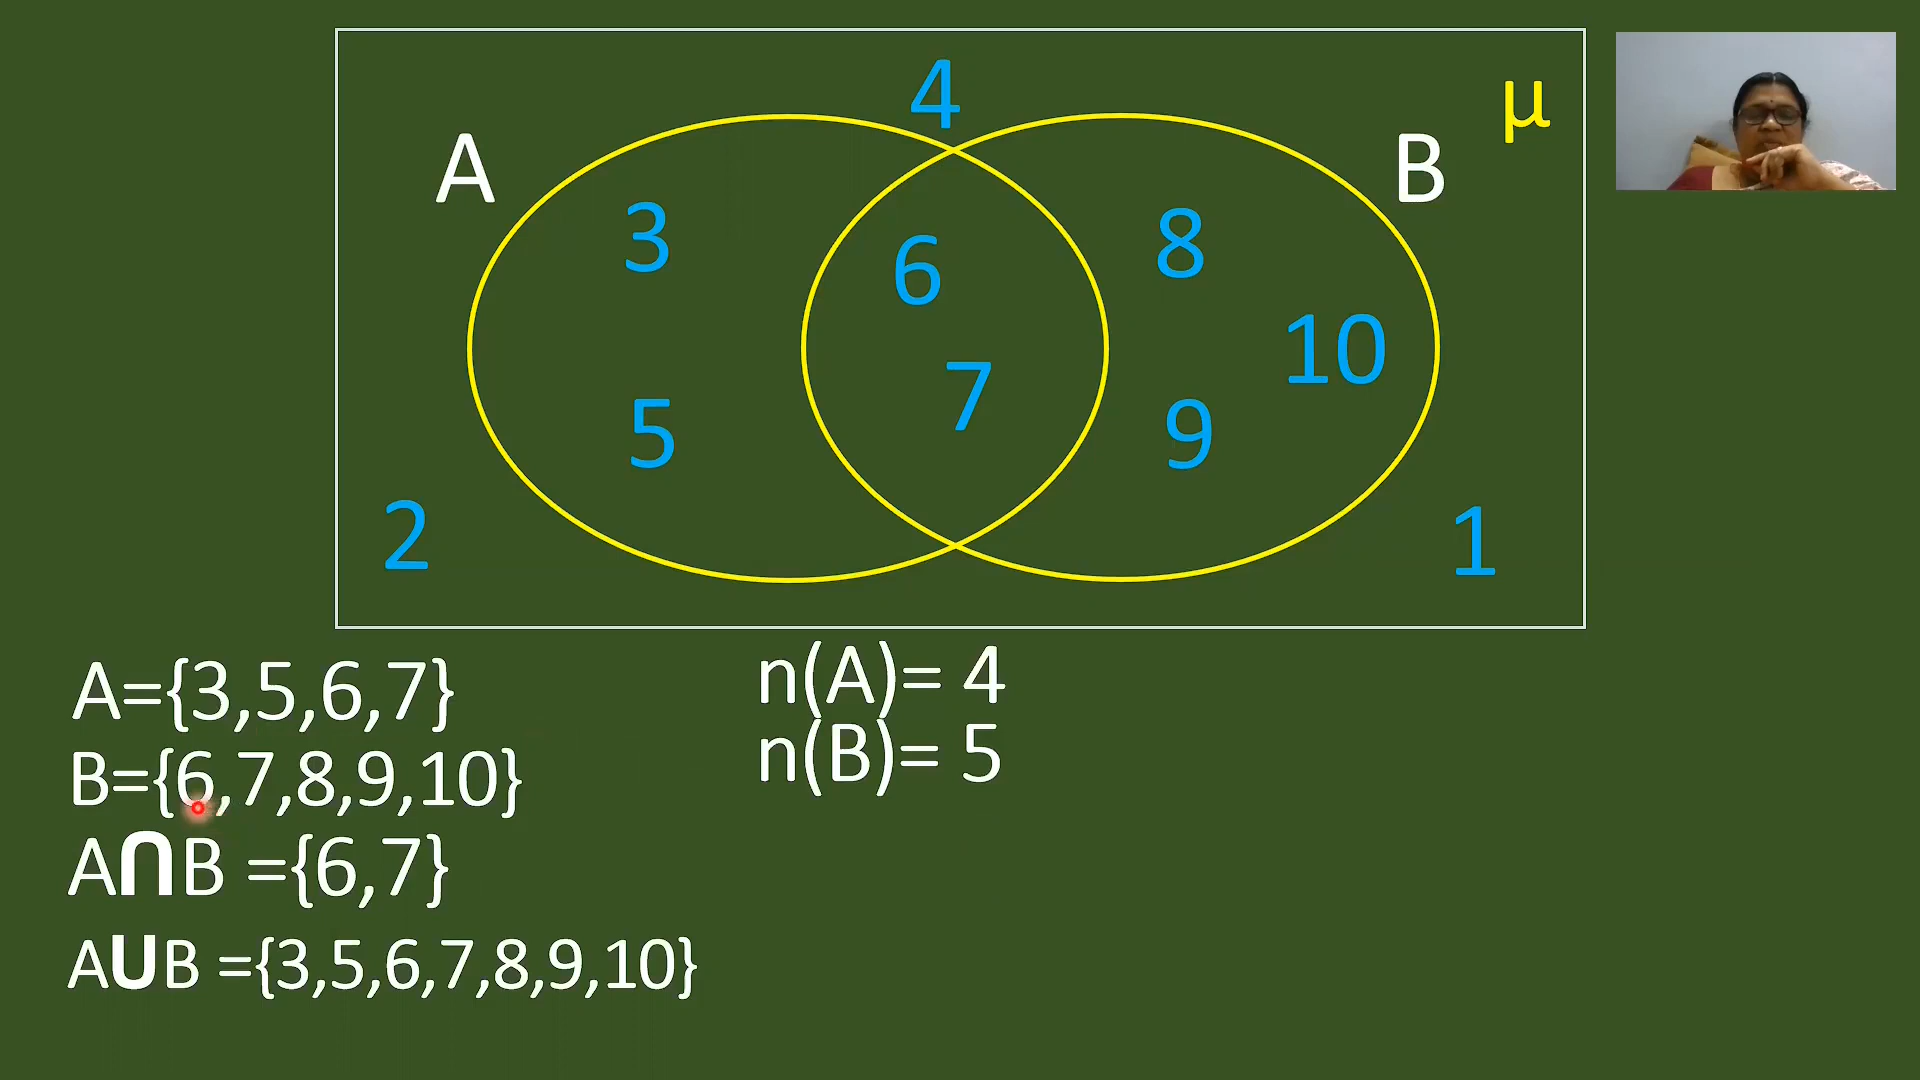 4
μ
A
B
3
8
6
10
7
5
9
2
1
A={3,5,6,7}
n(A)= 4
B={6,7,8,9,10}
n(B)= 5
A∩B ={6,7}
A∪B ={3,5,6,7,8,9,10}